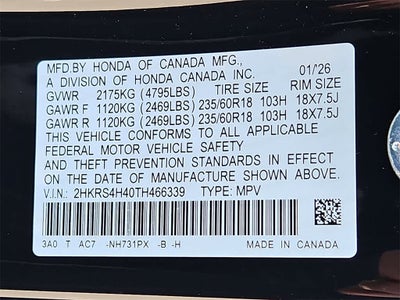 MFD.BY HONDA OF CANADA MFG.,
A DIVISION OF HONDA CANADA INC. 01/26
GVWR 2175KG (4795LBS) TIRE SIZE RIM SIZE
GAWR F 1120KG (2469LBS) 235/60R18 103H 18X7.5J
GAWR R 1120KG (2469LBS) 235/60R18 103H 18X7.5J
THIS VEHICLE CONFORMS TO ALL APPLICABLE
FEDERAL MOTOR VEHICLE SAFETY
AND THEFT PREVENTION STANDARDS IN EFFECT
ON THE DATE OF MANUFACTURE SHOWN ABOVE.
V.I.N.: 2HKRS4H40TH466339 TYPE: MPV
3A0 T AC7 -NH731PX -B -H
MADE IN CANADA